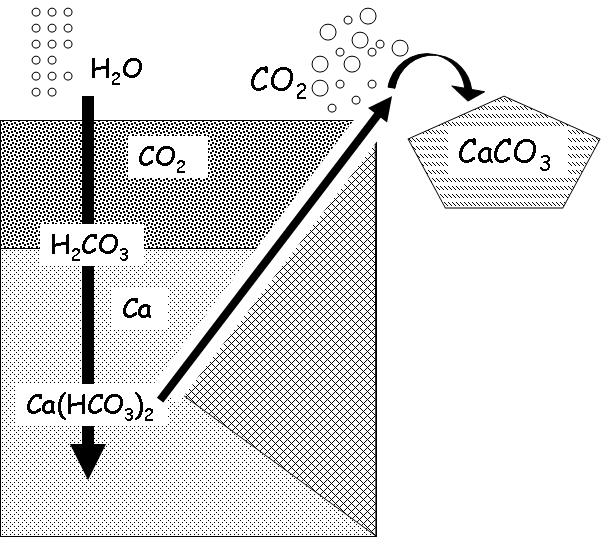 H₂O
CO₂
CO₂
CaCO₃
H₂CO₃
Ca
Ca(HCO₃)₂